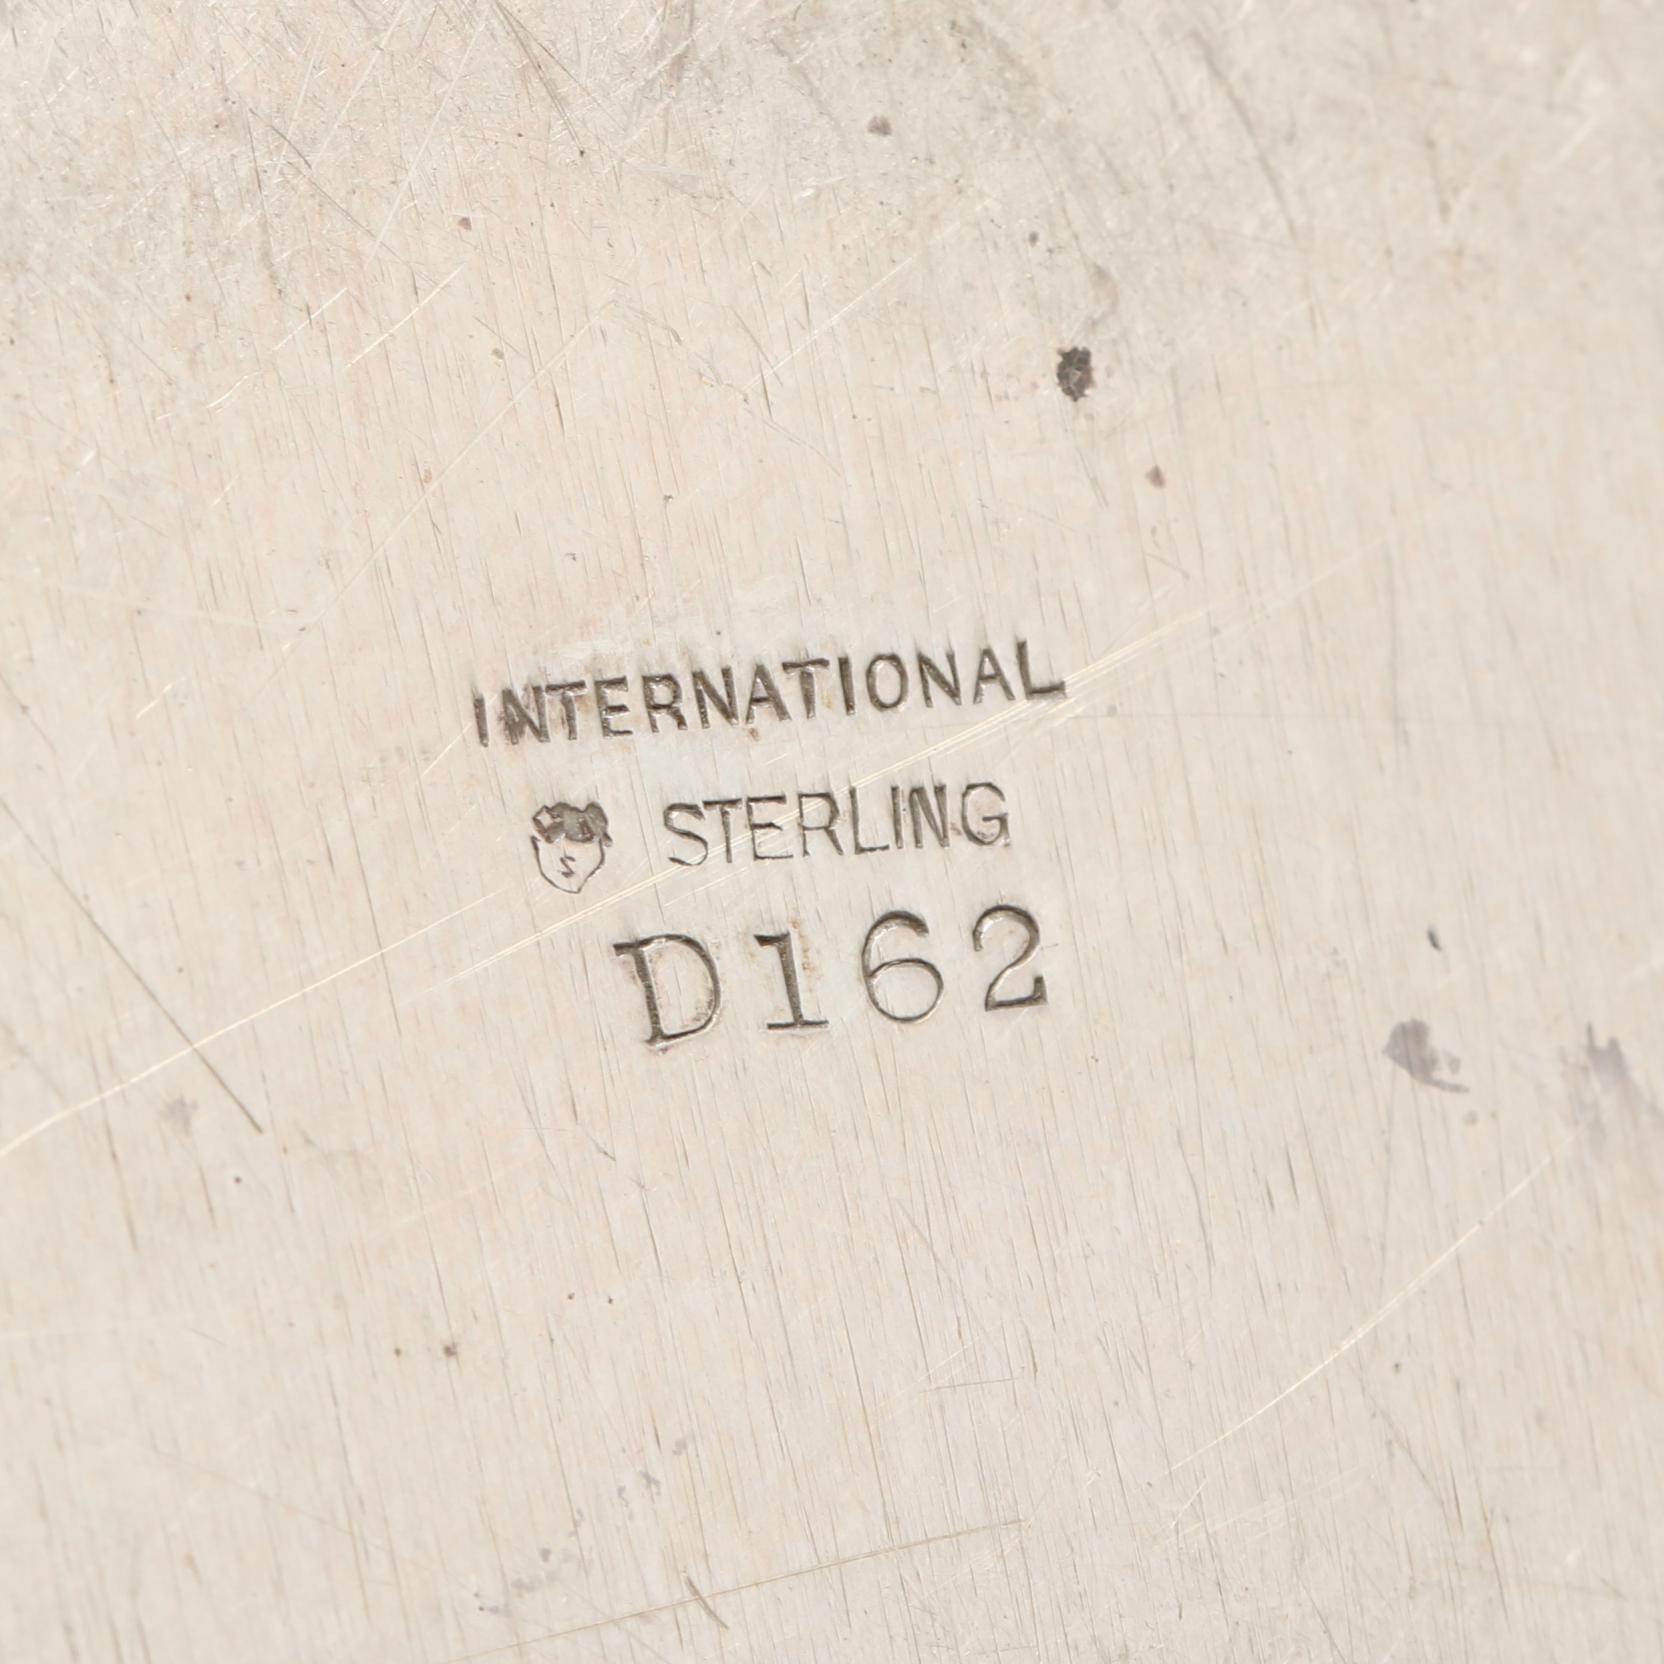 INTERNATIONAL
STERLING
D162